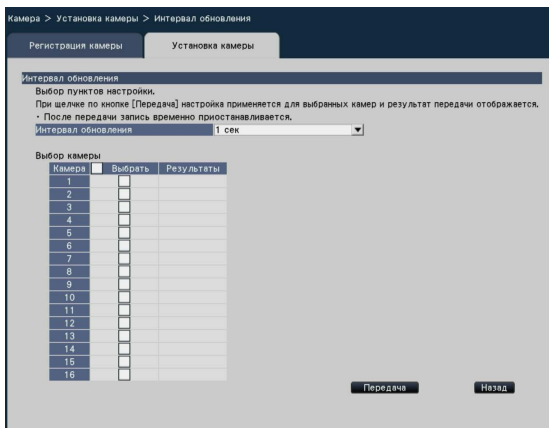 Камера > Установка камеры > Интервал обновления
Регистрация камеры Установка камеры
Интервал обновления
Выбор пунктов настройки.
При щелчке по кнопке [Передача] настройка применяется для выбранных камер и результат передачи отображается.
· После передачи запись временно приостанавливается.
Интервал обновления 1 сек
Выбор камеры
Камера Выбрать Результаты
1
2
3
4
5
6
7
8
9
10
11
12
13
14
15
16
Передача Назад